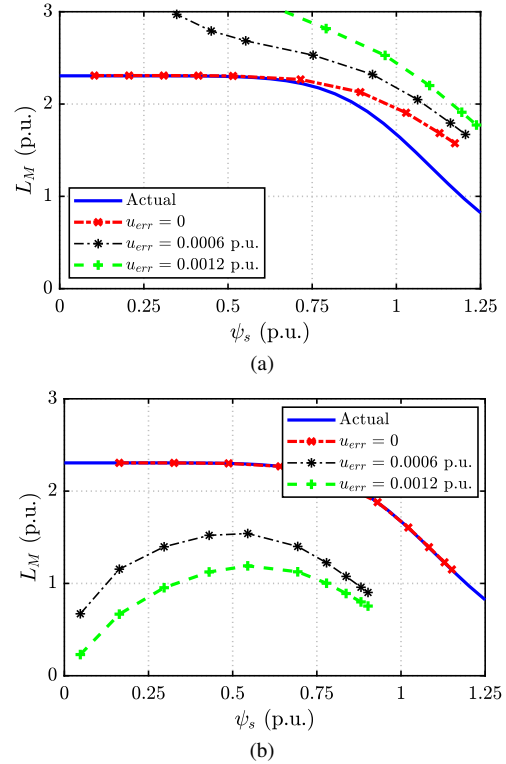 3
2
1
0
L_M (p.u.)
Actual
u_err = 0
u_err = 0.0006 p.u.
u_err = 0.0012 p.u.
0 0.25 0.5 0.75 1 1.25
ψ_s (p.u.)
(a)
3
2
1
0
L_M (p.u.)
Actual
u_err = 0
u_err = 0.0006 p.u.
u_err = 0.0012 p.u.
0 0.25 0.5 0.75 1 1.25
ψ_s (p.u.)
(b)